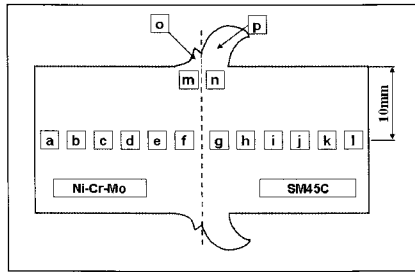 o p
m n
10mm
a b c d e f g h i j k l
Ni-Cr-Mo SM45C